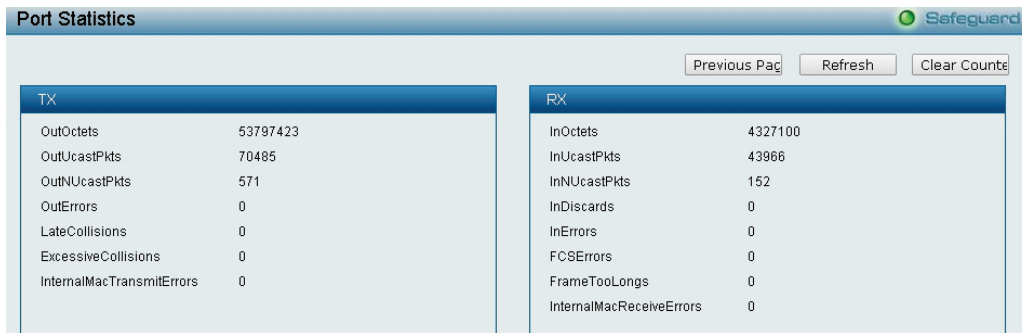 Port Statistics
Safeguard
Previous Pag
Refresh
Clear Counte
TX
OutOctets 53797423
OutUcastPkts 70485
OutNUcastPkts 571
OutErrors 0
LateCollisions 0
ExcessiveCollisions 0
InternalMacTransmitErrors 0
RX
InOctets 4327100
InUcastPkts 43966
InNUcastPkts 152
InDiscards 0
InErrors 0
FCSErrors 0
FrameTooLongs 0
InternalMacReceiveErrors 0